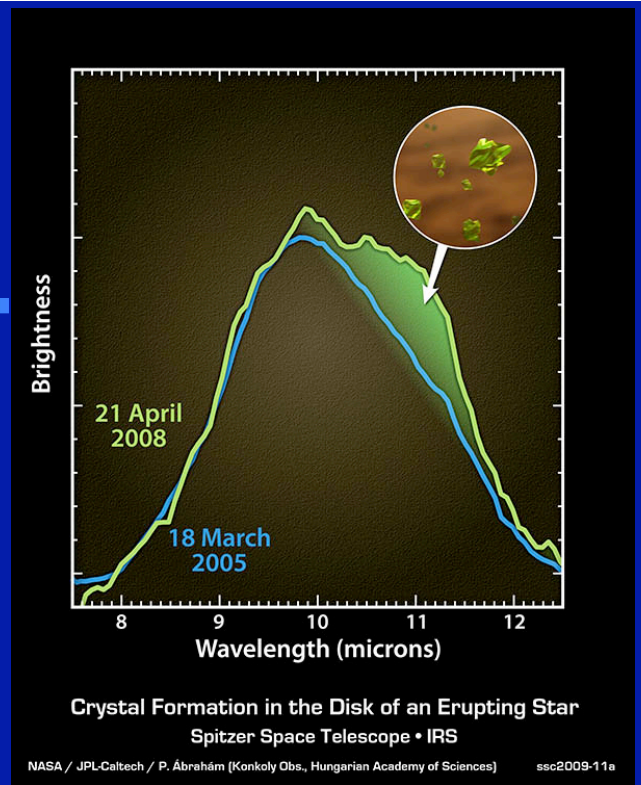 Brightness
21 April
2008
18 March
2005
8 9 10 11 12
Wavelength (microns)
Crystal Formation in the Disk of an Erupting Star
Spitzer Space Telescope • IRS
NASA / JPL-Caltech / P. Ábrahám (Konkoly Obs., Hungarian Academy of Sciences) ssc2009-11a